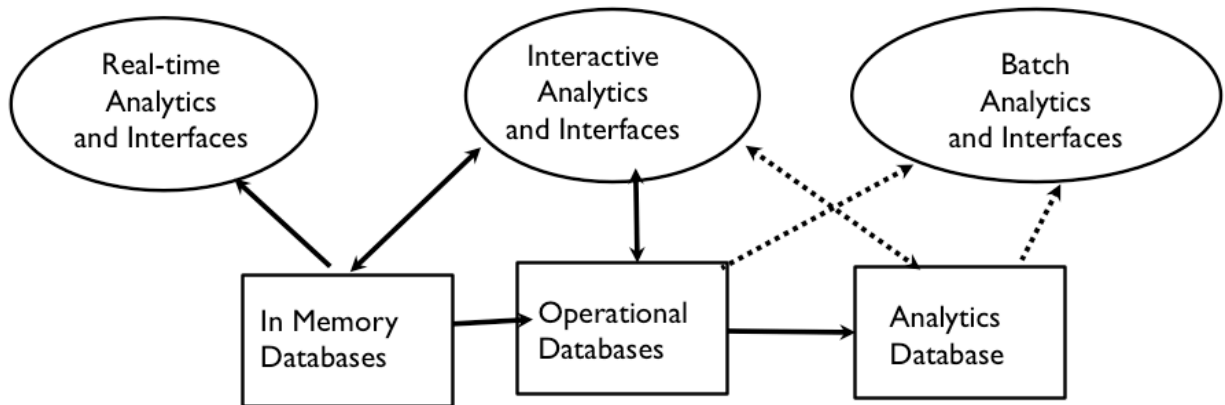 Real-time
Analytics
and Interfaces
Interactive
Analytics
and Interfaces
Batch
Analytics
and Interfaces
In Memory
Databases
Operational
Databases
Analytics
Database